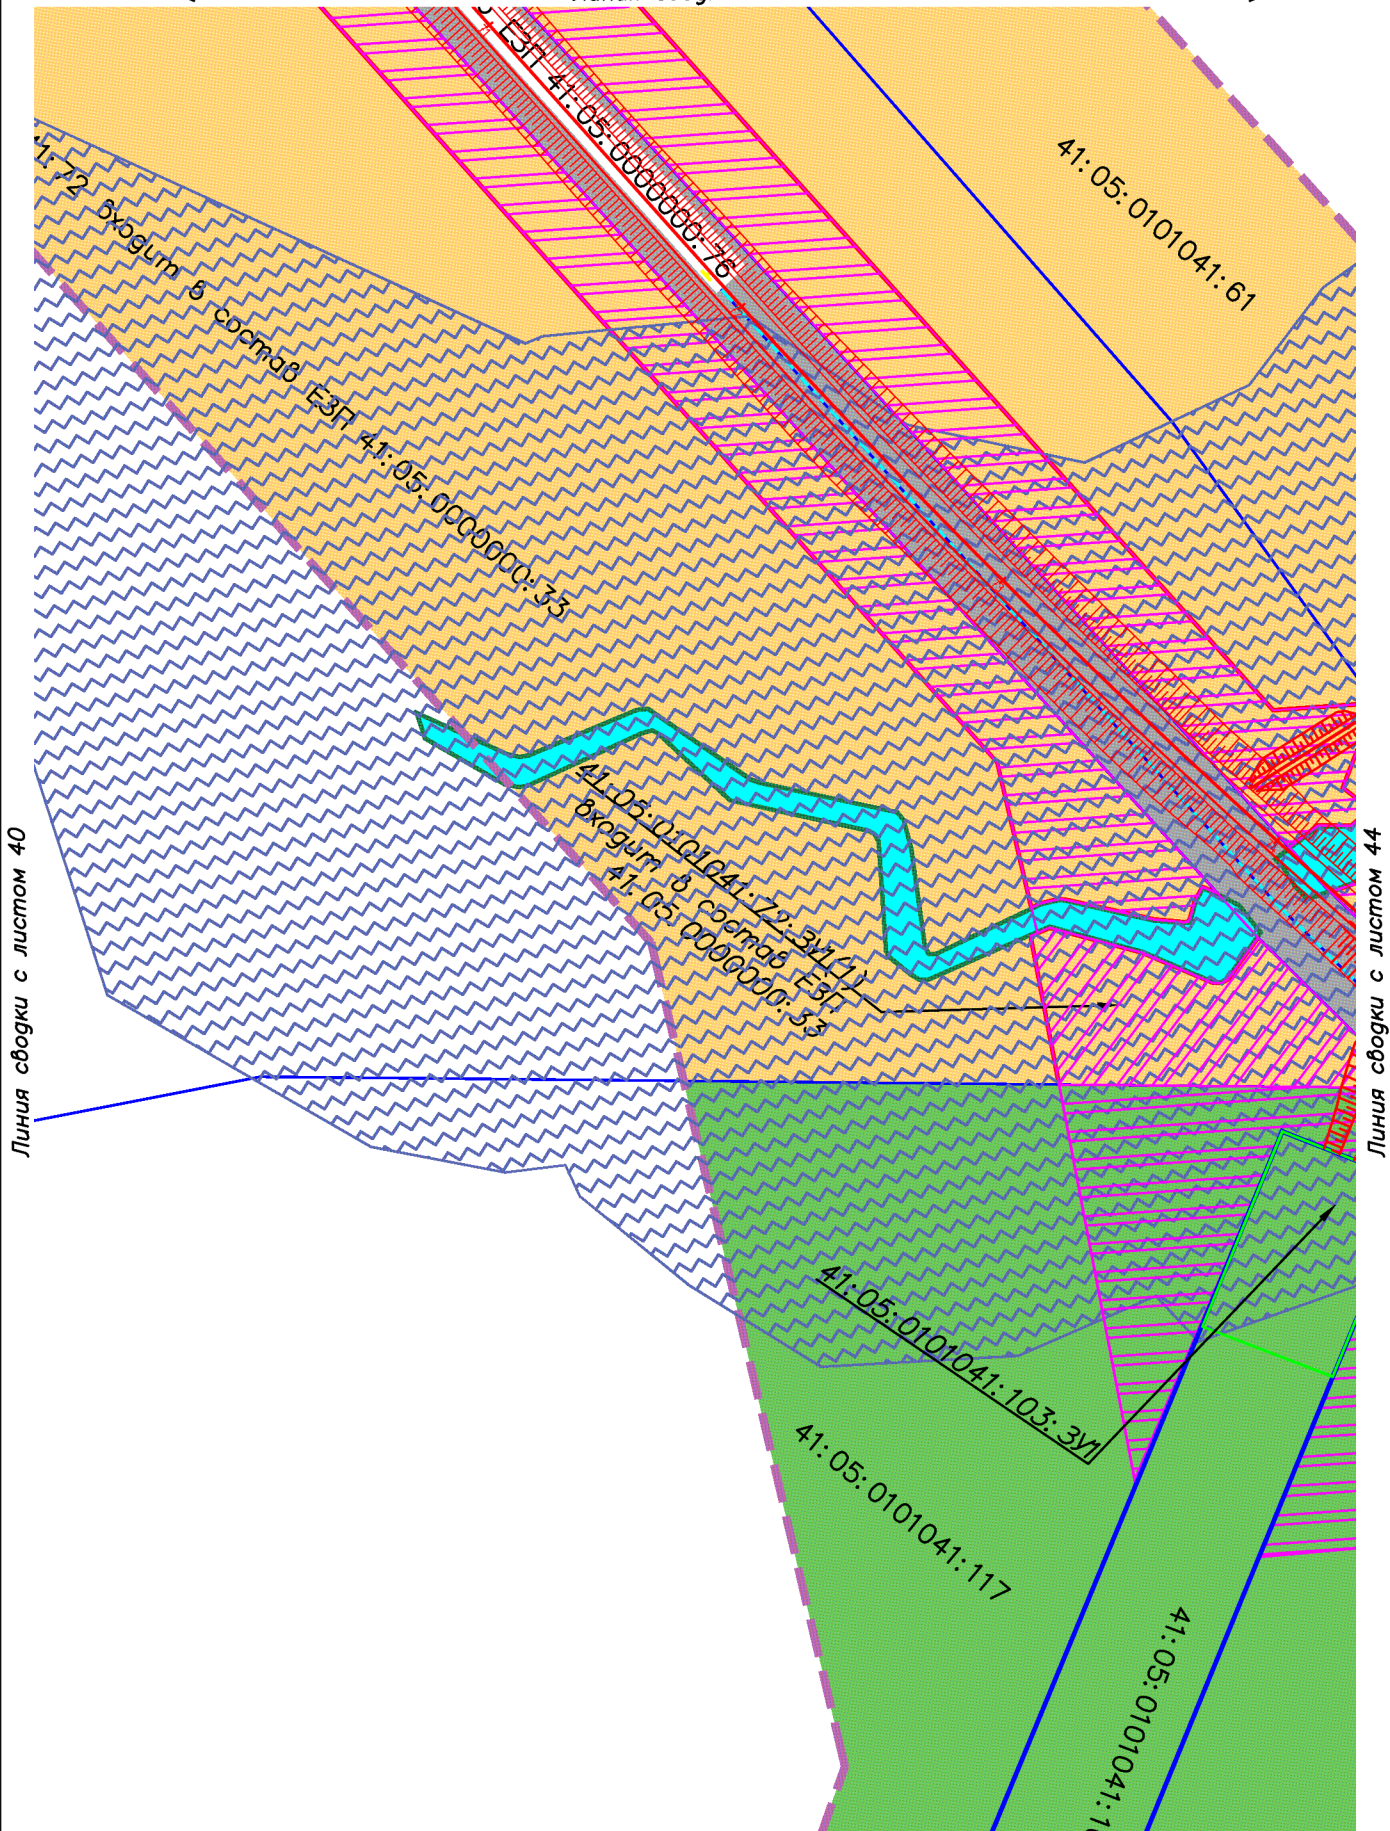 ЕЗП 41:05:0000000:76
41:05:0101041:61
1:72 входит в состав ЕЗП 41:05:0000000:33
41:05:0101041:72:ЗУ1(1)
входит в состав ЕЗП
41:05:0000000:33
Линия сводки с листом 40
Линия сводки с листом 44
41:05:0101041:103:ЗУ1
41:05:0101041:117
41:05:0101041:1